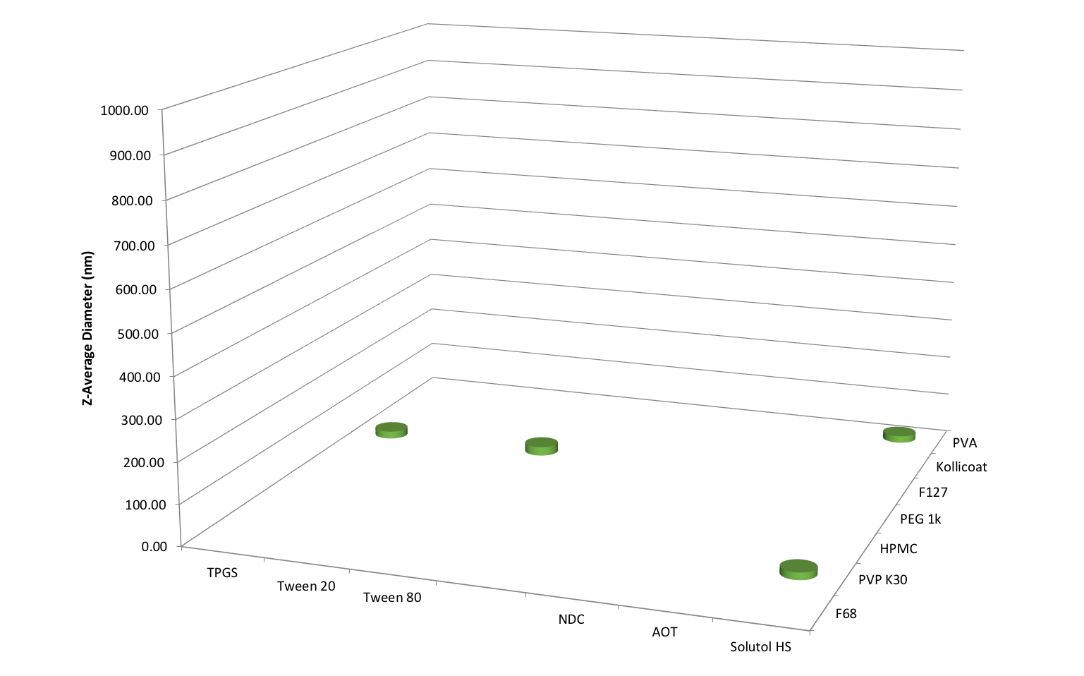 Z-Average Diameter (nm)
1000.00
900.00
800.00
700.00
600.00
500.00
400.00
300.00
200.00
100.00
0.00
TPGS
Tween 20
Tween 80
NDC
AOT
Solutol HS
PVA
Kollicoat
F127
PEG 1k
HPMC
PVP K30
F68